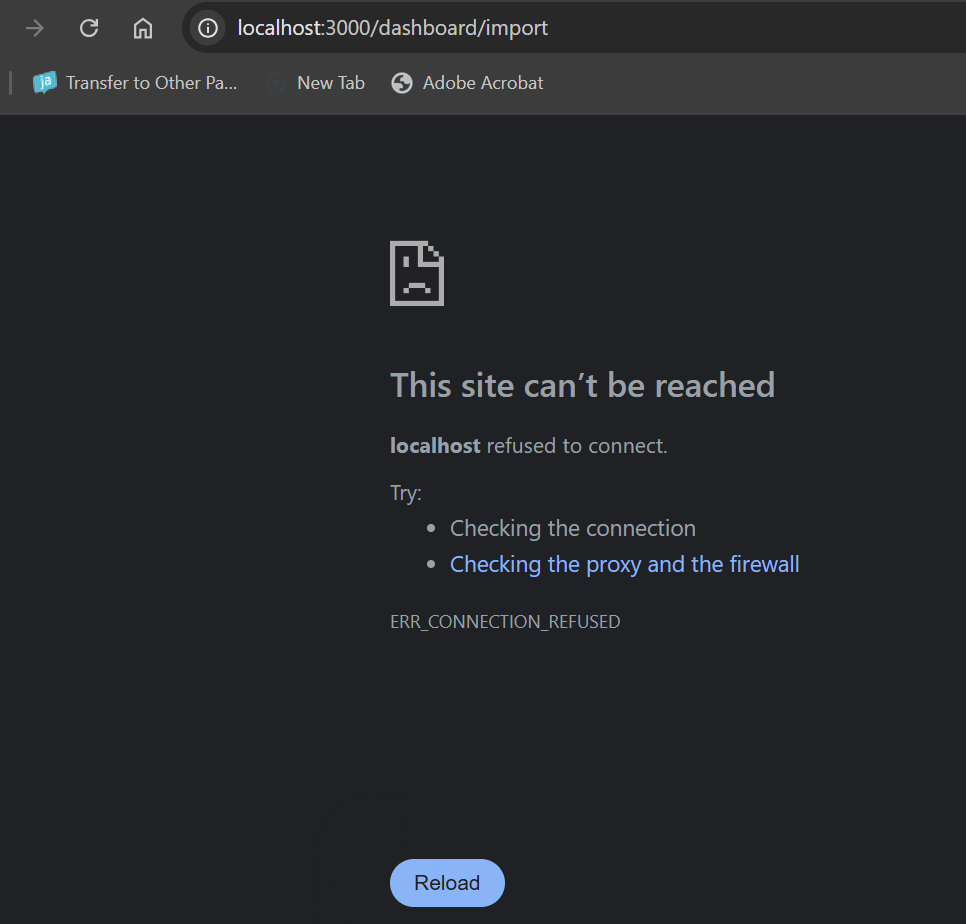 localhost:3000/dashboard/import
ja Transfer to Other Pa... New Tab Adobe Acrobat
This site can’t be reached
localhost refused to connect.
Try:
• Checking the connection
• Checking the proxy and the firewall
ERR_CONNECTION_REFUSED
Reload